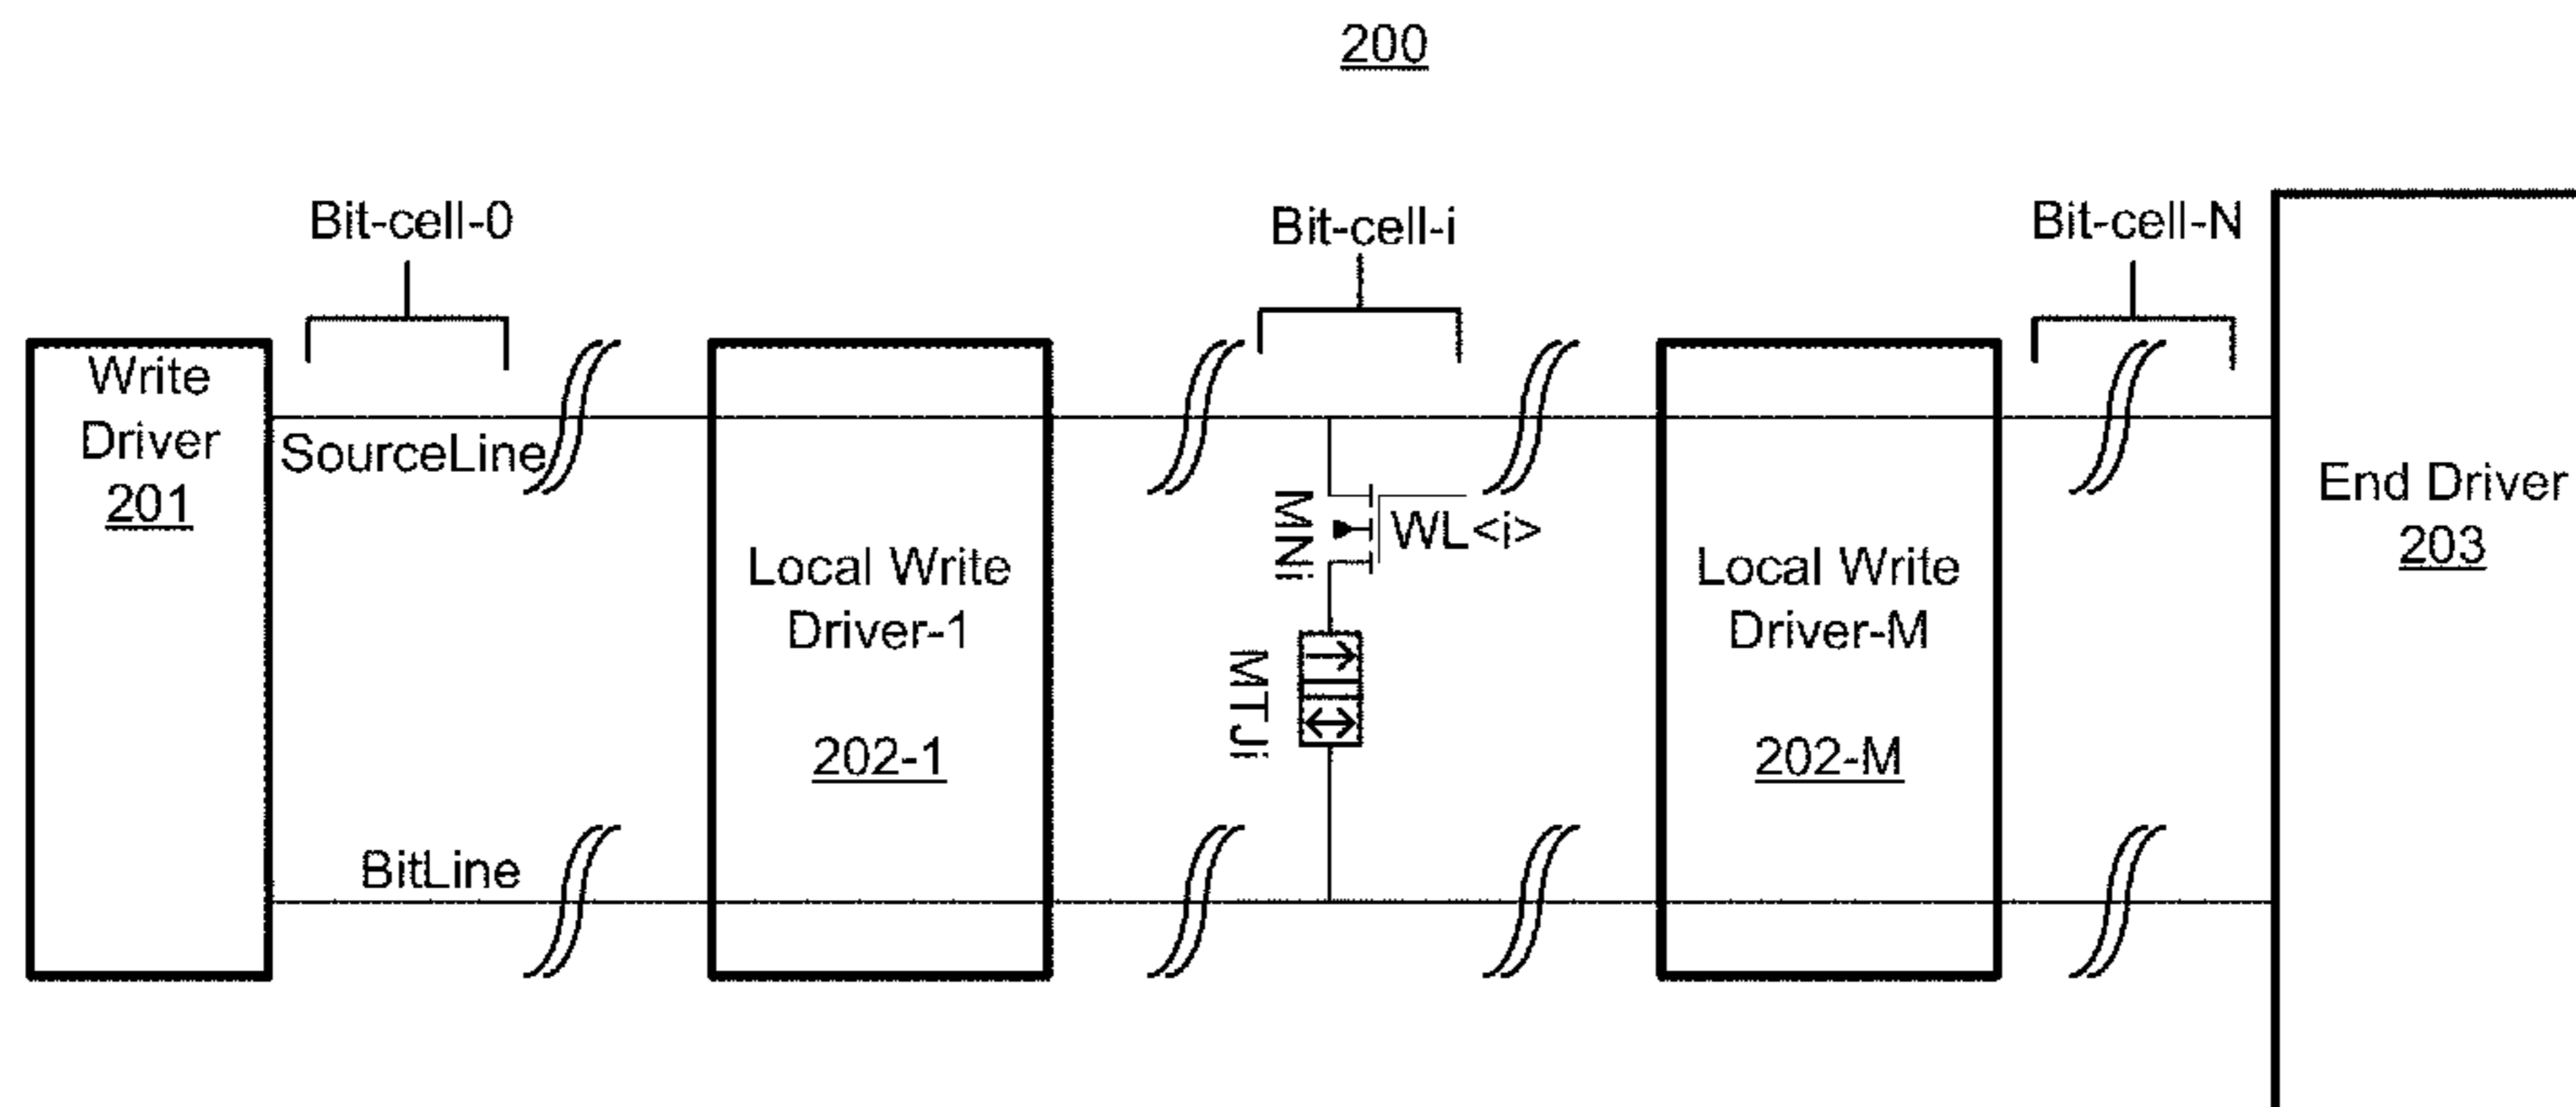 200
Bit-cell-0
Bit-cell-i
Bit-cell-N
Write
Driver
201
SourceLine
BitLine
Local Write
Driver-1
202-1
MNi
WL<i>
MTJi
Local Write
Driver-M
202-M
End Driver
203